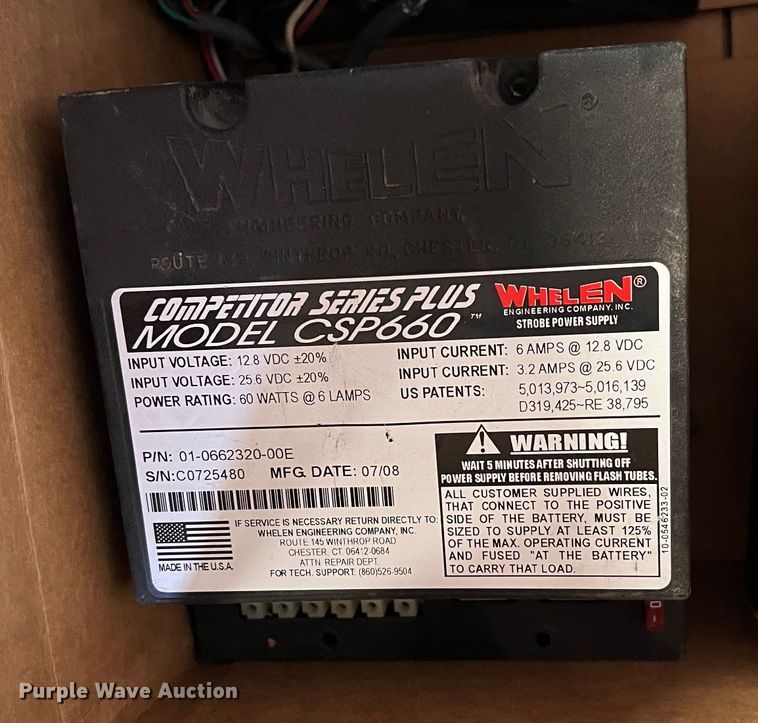 WHELEN®
ENGINEERING COMPANY
ROUTE 145 WINTHROP RD, CHESTER, CT. 06412
COMPETITOR SERIES PLUS
MODEL CSP660™
WHELEN®
ENGINEERING COMPANY, INC.
STROBE POWER SUPPLY
INPUT VOLTAGE: 12.8 VDC ±20%
INPUT VOLTAGE: 25.6 VDC ±20%
POWER RATING: 60 WATTS @ 6 LAMPS
INPUT CURRENT: 6 AMPS @ 12.8 VDC
INPUT CURRENT: 3.2 AMPS @ 25.6 VDC
US PATENTS: 5,013,973~5,016,139
D319,425~RE 38,795
P/N: 01-0662320-00E
S/N:C0725480 MFG. DATE: 07/08
MADE IN THE U.S.A.
IF SERVICE IS NECESSARY RETURN DIRECTLY TO:
WHELEN ENGINEERING COMPANY, INC.
ROUTE 145 WINTHROP ROAD
CHESTER, CT 06412-0684
ATTN. REPAIR DEPT.
FOR TECH. SUPPORT: (860)526-9504
WARNING!
WAIT 5 MINUTES AFTER SHUTTING OFF
POWER SUPPLY BEFORE REMOVING FLASH TUBES.
ALL CUSTOMER SUPPLIED WIRES,
THAT CONNECT TO THE POSITIVE
SIDE OF THE BATTERY, MUST BE
SIZED TO SUPPLY AT LEAST 125%
OF THE MAX. OPERATING CURRENT
AND FUSED "AT THE BATTERY"
TO CARRY THAT LOAD.
10-0546233-02
Purple Wave Auction